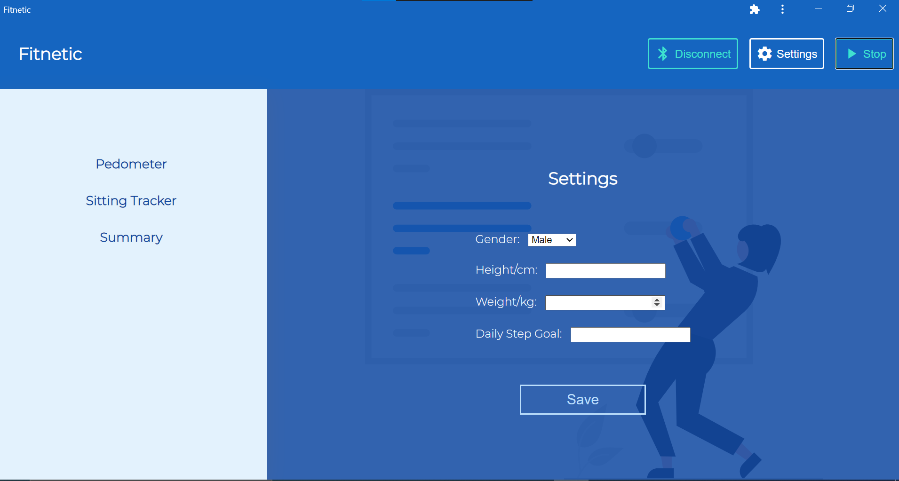 Fitnetic
Fitnetic
Disconnect
Settings
Stop
Pedometer
Sitting Tracker
Summary
Settings
Gender: Male
Height/cm:
Weight/kg:
Daily Step Goal:
Save